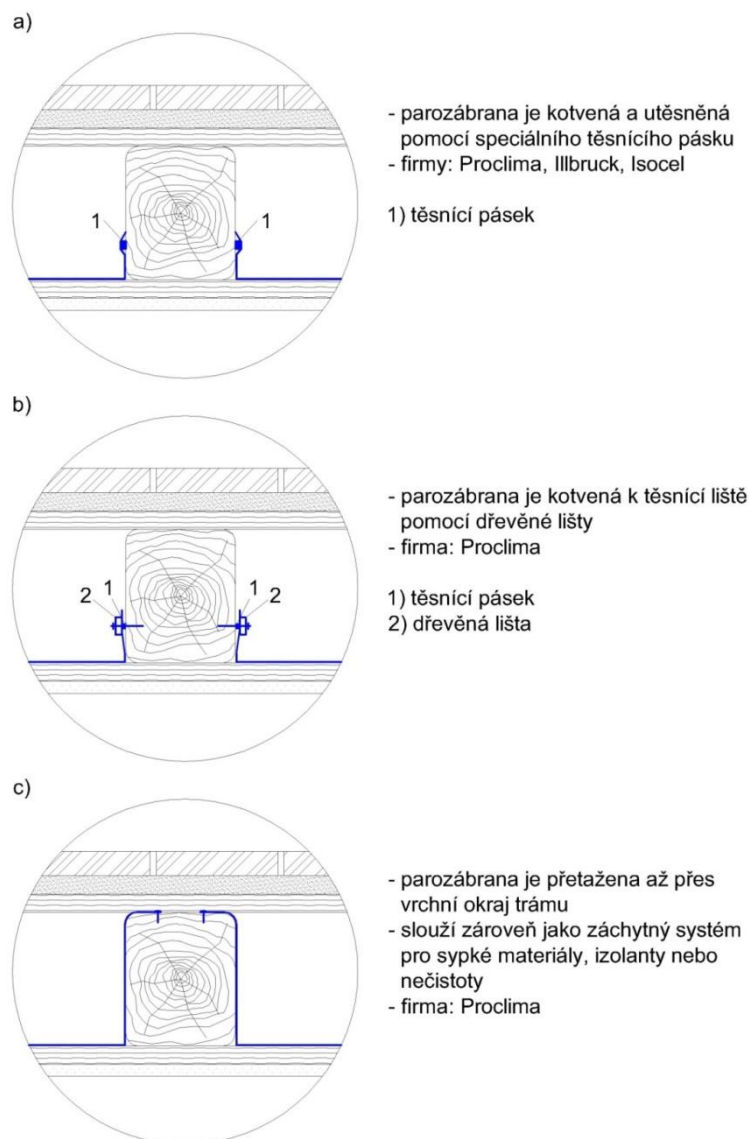 a)
- parozábrana je kotvená a utěsněná
pomocí speciálního těsnícího pásku
- firmy: Proclima, Illbruck, Isocel
1 1
1) těsnící pásek
b)
- parozábrana je kotvená k těsnící liště
pomocí dřevěné lišty
- firma: Proclima
2 1 1 2
1) těsnící pásek
2) dřevěná lišta
c)
- parozábrana je přetažena až přes
vrchní okraj trámu
- slouží zároveň jako záchytný systém
pro sypké materiály, izolanty nebo
nečistoty
- firma: Proclima